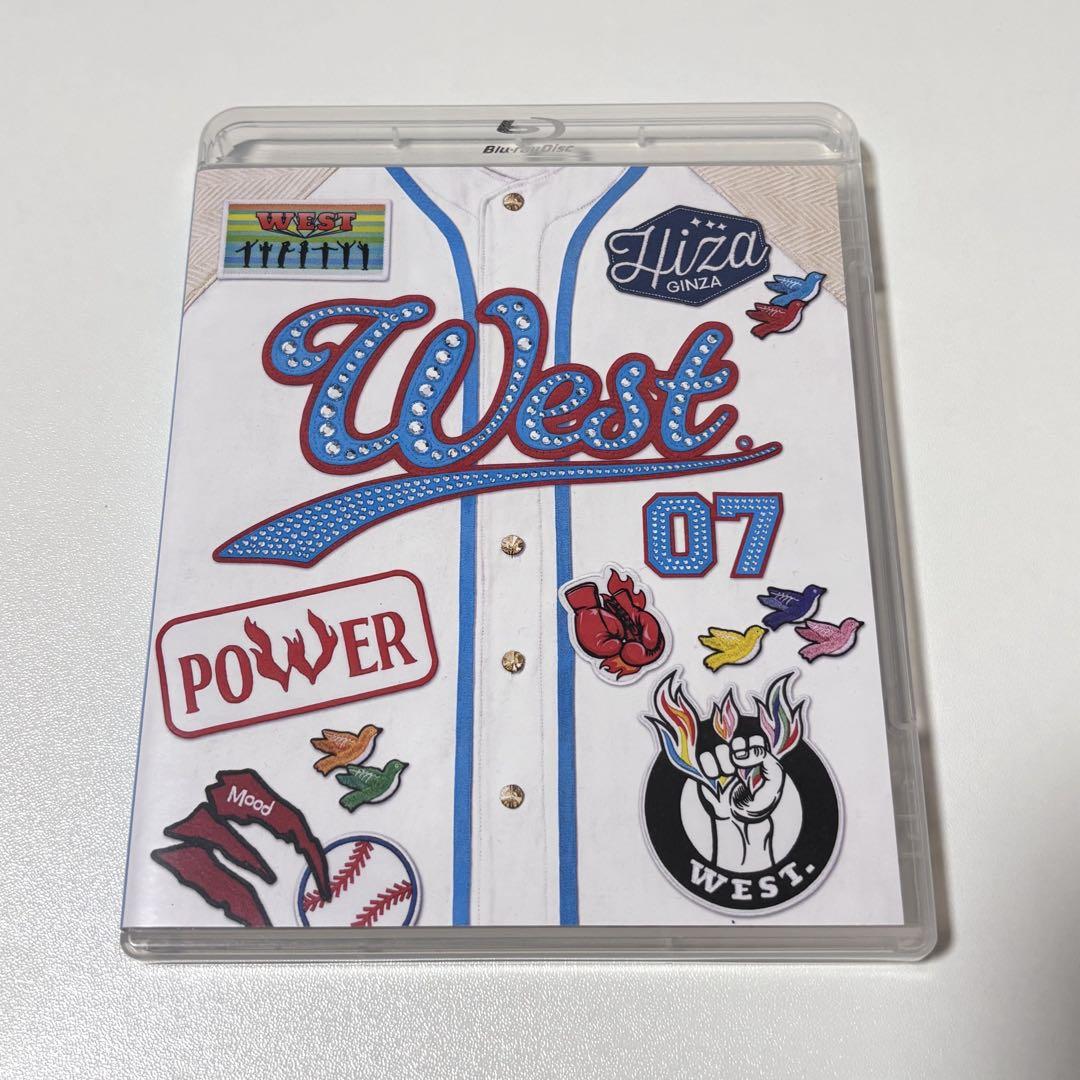 Blu-ray Disc
WEST
Hiza
GINZA
West.
07
POWER
Mood
WEST.